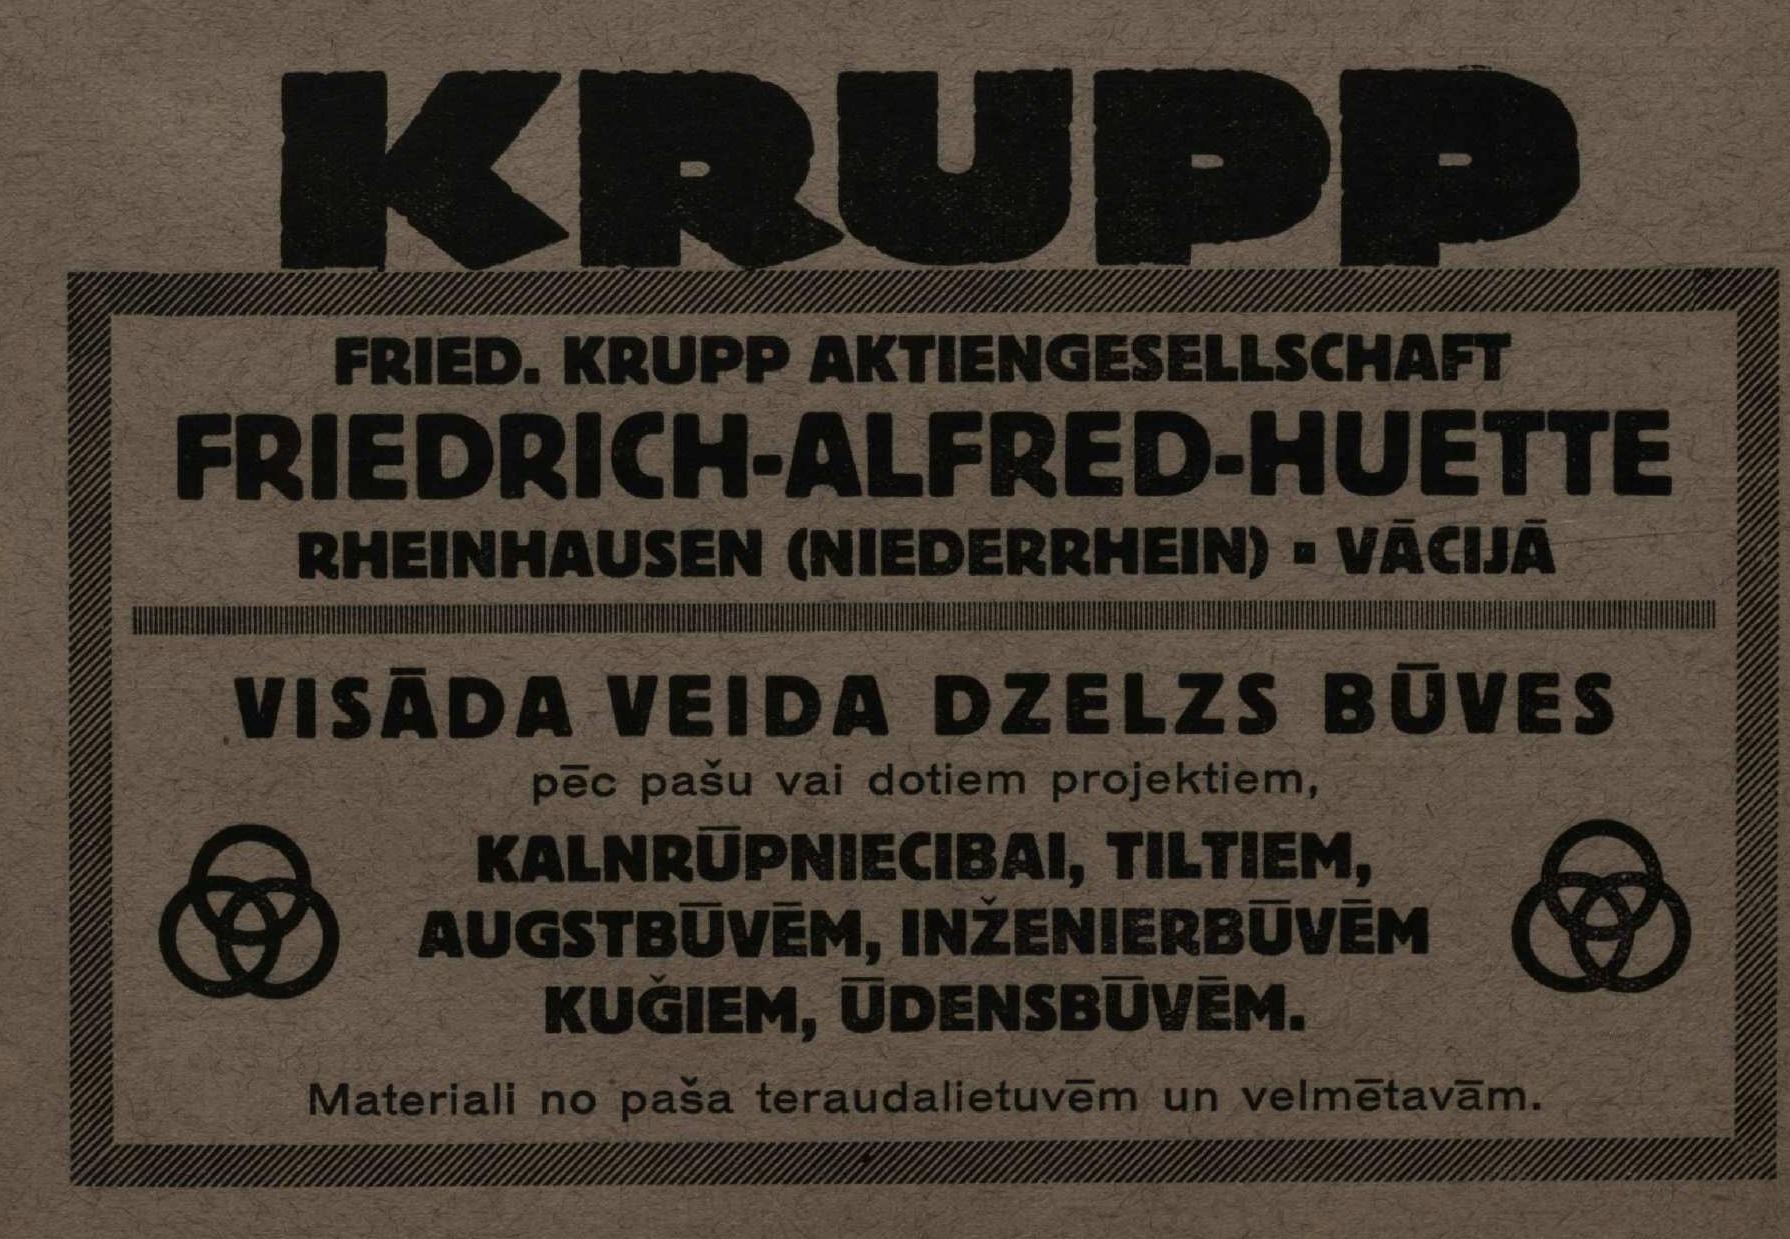 KRUPP
FRIED. KRUPP AKTIENGESELLSCHAFT
FRIEDRICH-ALFRED-HUETTE
RHEINHAUSEN (NIEDERRHEIN) ▪ VĀCIJĀ
VISĀDA VEIDA DZELZS BŪVES
pēc pašu vai dotiem projektiem,
KALNRŪPNIECIBAI, TILTIEM,
AUGSTBŪVĒM, INŽENIERBŪVĒM
KUǦIEM, ŪDENSBŪVĒM.
Materiali no paša teraudalietuvēm un velmētavām.